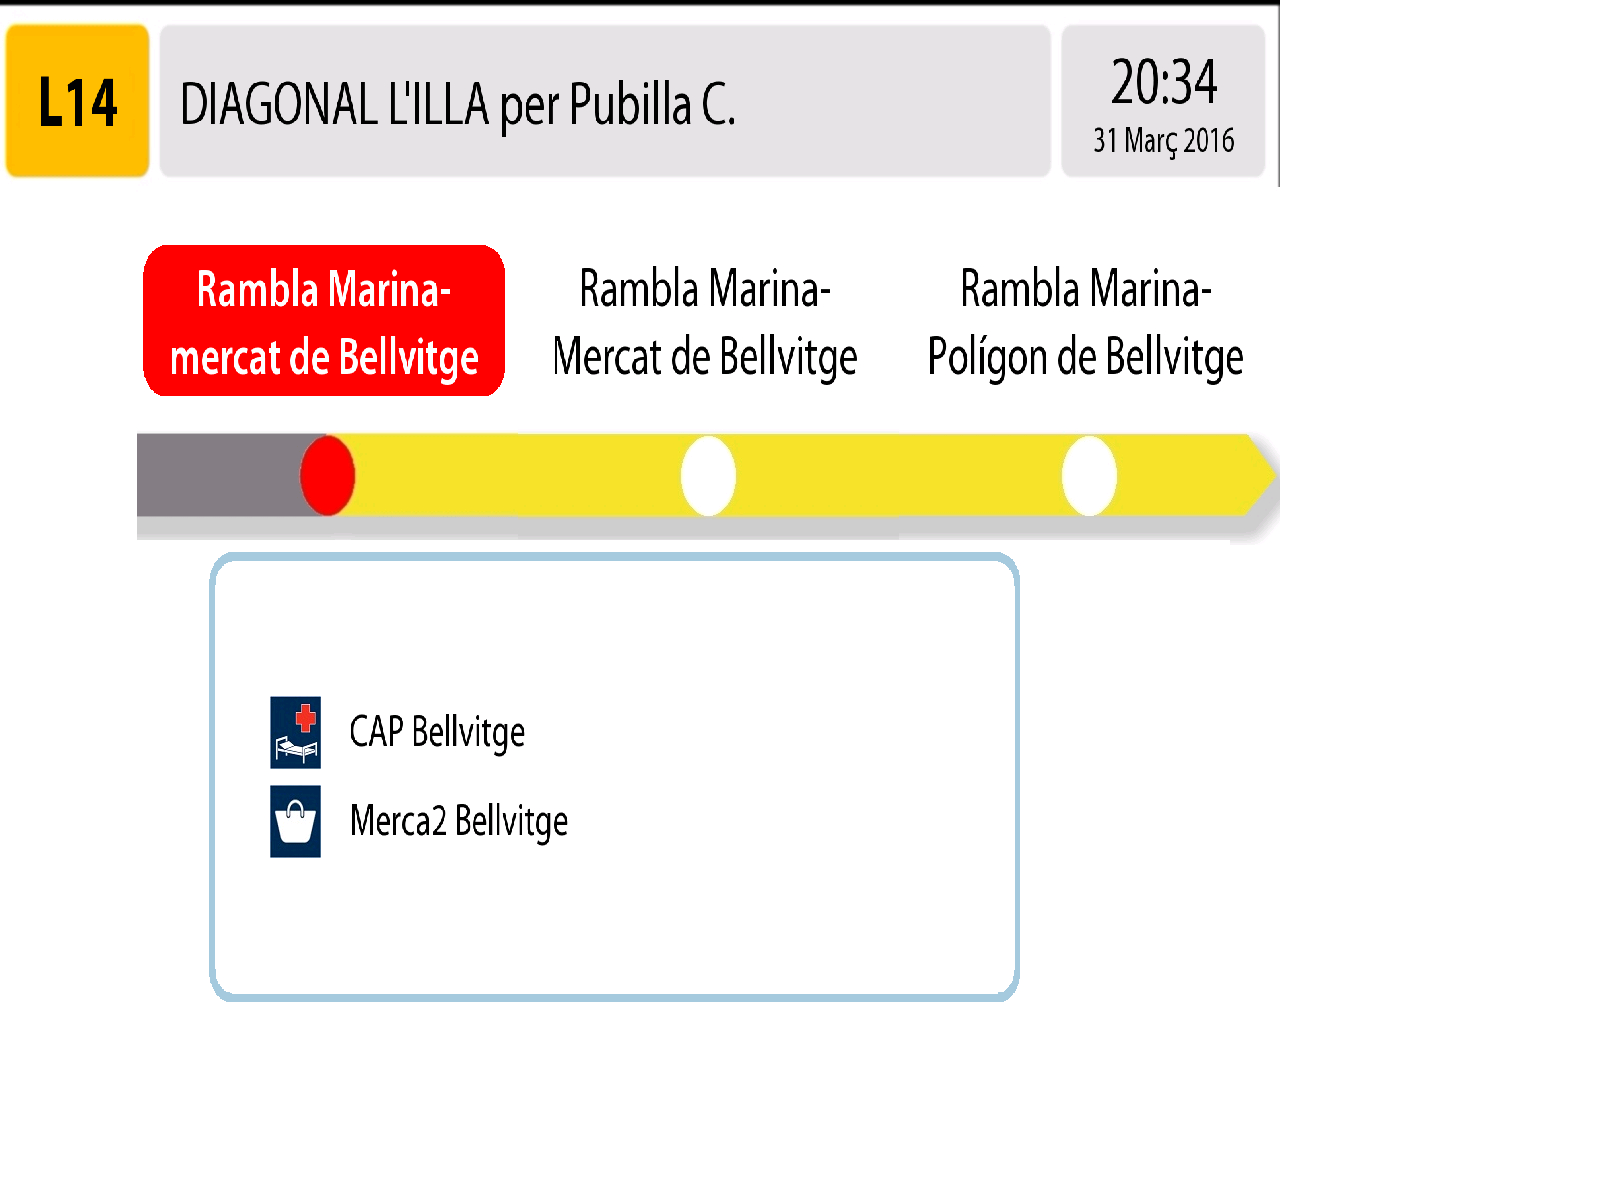 L14
DIAGONAL L'ILLA per Pubilla C.
20:34
31 Març 2016
Rambla Marina-
mercat de Bellvitge
Rambla Marina-
Mercat de Bellvitge
Rambla Marina-
Polígon de Bellvitge
CAP Bellvitge
Merca2 Bellvitge